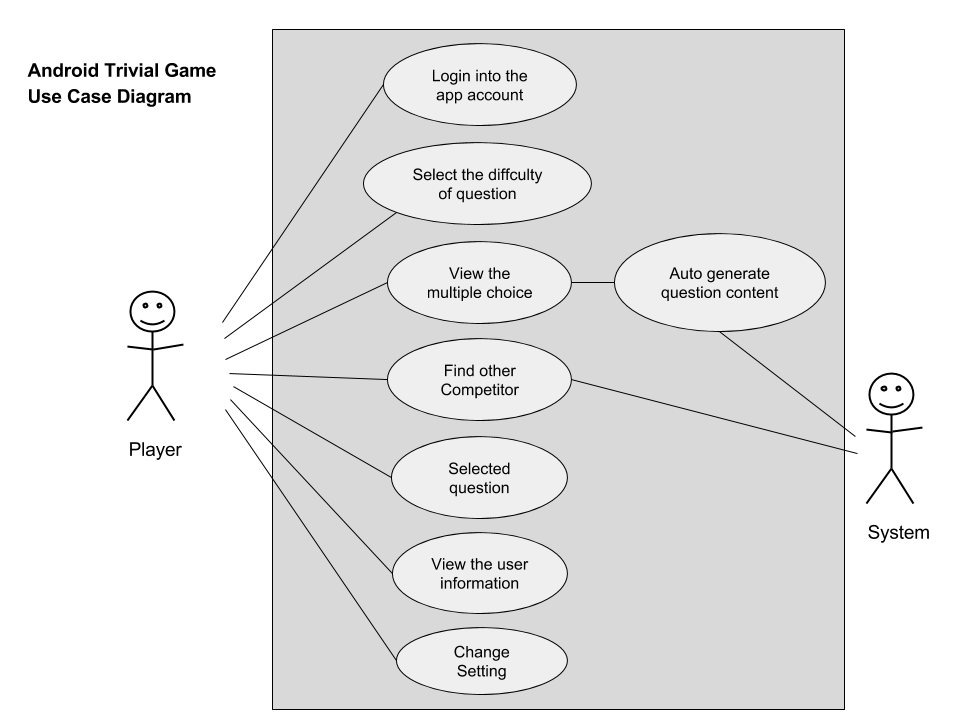 Android Trivial Game
Use Case Diagram
Login into the
app account
Select the diffculty
of question
View the
multiple choice
Auto generate
question content
Find other
Competitor
Player
Selected
question
System
View the user
information
Change
Setting